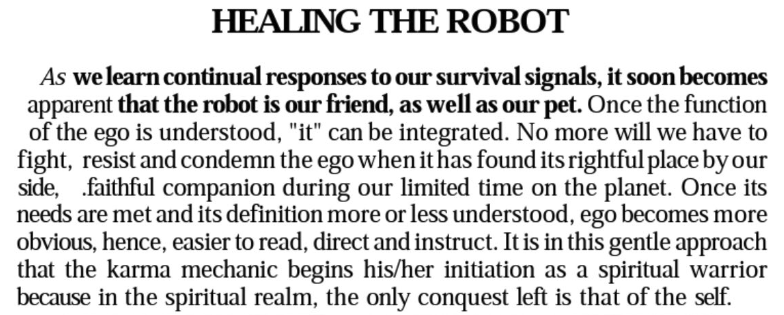 HEALING THE ROBOT
As we learn continual responses to our survival signals, it soon becomes
apparent that the robot is our friend, as well as our pet. Once the function
of the ego is understood, "it" can be integrated. No more will we have to
fight, resist and condemn the ego when it has found its rightful place by our
side, .faithful companion during our limited time on the planet. Once its
needs are met and its definition more or less understood, ego becomes more
obvious, hence, easier to read, direct and instruct. It is in this gentle approach
that the karma mechanic begins his/her initiation as a spiritual warrior
because in the spiritual realm, the only conquest left is that of the self.